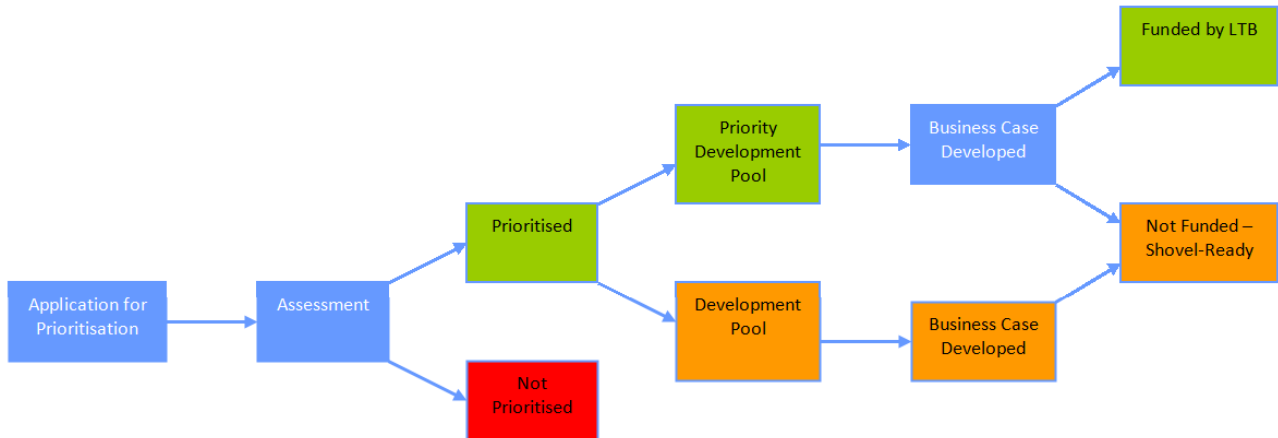 Application for
Prioritisation
Assessment
Prioritised
Not
Prioritised
Priority
Development
Pool
Development
Pool
Business Case
Developed
Business Case
Developed
Funded by LTB
Not Funded –
Shovel-Ready